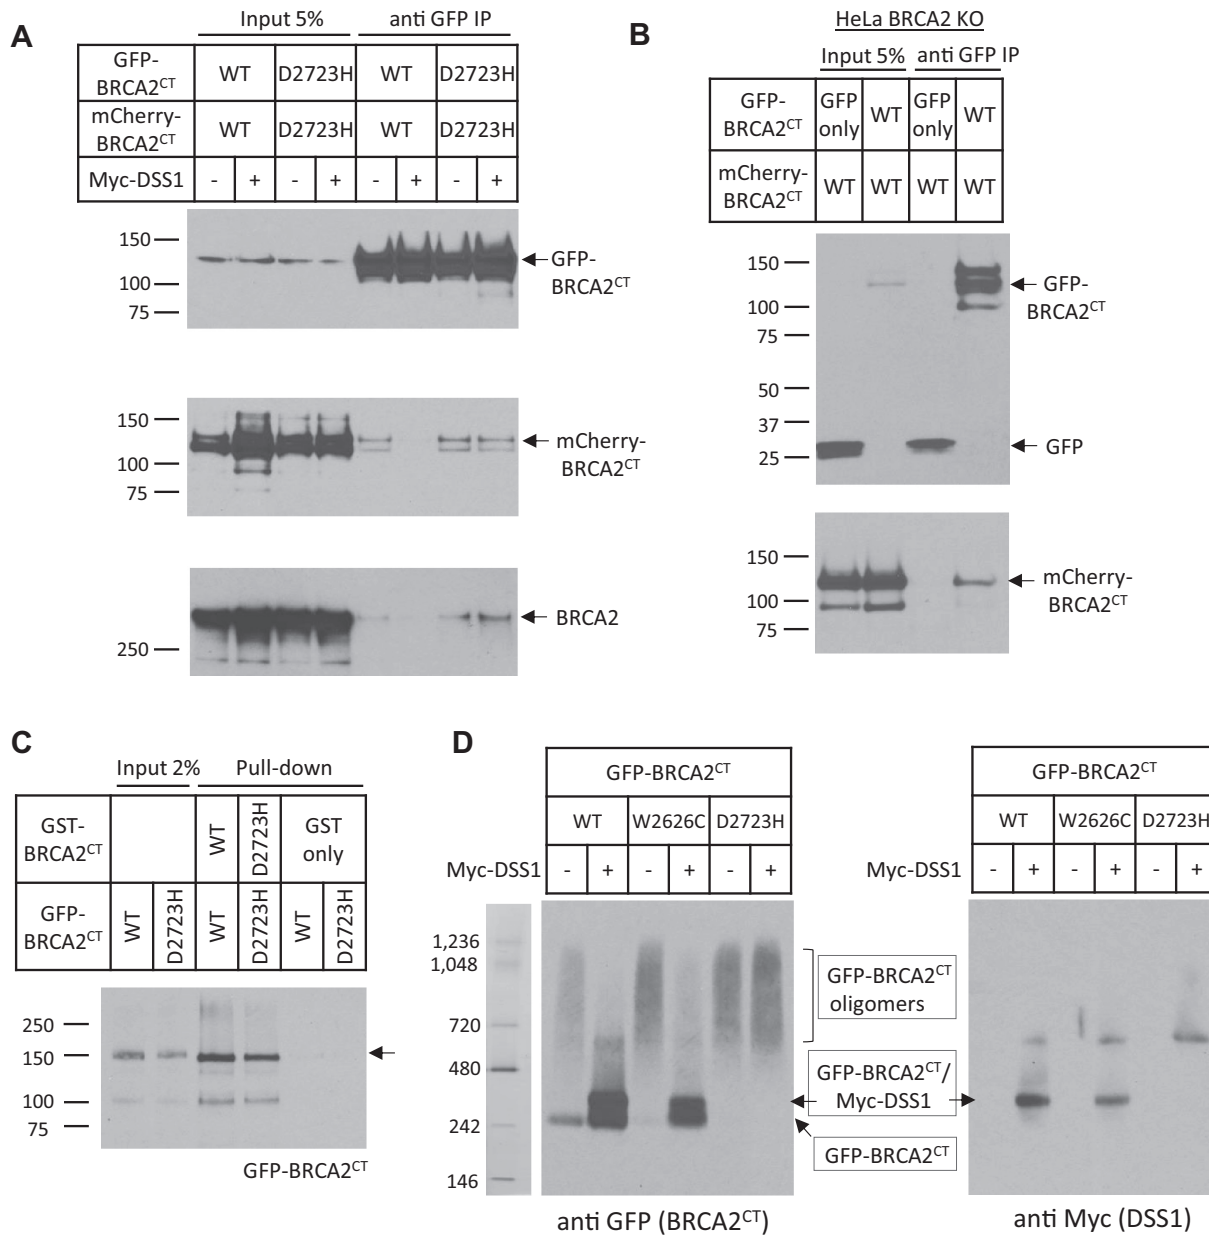 A
Input 5% anti GFP IP
GFP-BRCA2CT WT D2723H WT D2723H
mCherry-BRCA2CT WT D2723H WT D2723H
Myc-DSS1 - + - + - + - +
150
100
75
GFP-BRCA2CT
150
100
75
mCherry-BRCA2CT
250
BRCA2
B
HeLa BRCA2 KO
Input 5% anti GFP IP
GFP-BRCA2CT GFP only WT GFP only WT
mCherry-BRCA2CT WT WT WT WT
150
100
75
50
37
25
GFP-BRCA2CT
GFP
150
100
75
mCherry-BRCA2CT
C
Input 2% Pull-down
GST-BRCA2CT WT D2723H GST only
GFP-BRCA2CT WT D2723H WT D2723H WT D2723H
250
150
100
75
GFP-BRCA2CT
D
GFP-BRCA2CT
WT W2626C D2723H
Myc-DSS1 - + - + - +
1,236
1,048
720
480
242
146
anti GFP (BRCA2CT)
GFP-BRCA2CT oligomers
GFP-BRCA2CT/ Myc-DSS1
GFP-BRCA2CT
GFP-BRCA2CT
WT W2626C D2723H
Myc-DSS1 - + - + - +
anti Myc (DSS1)